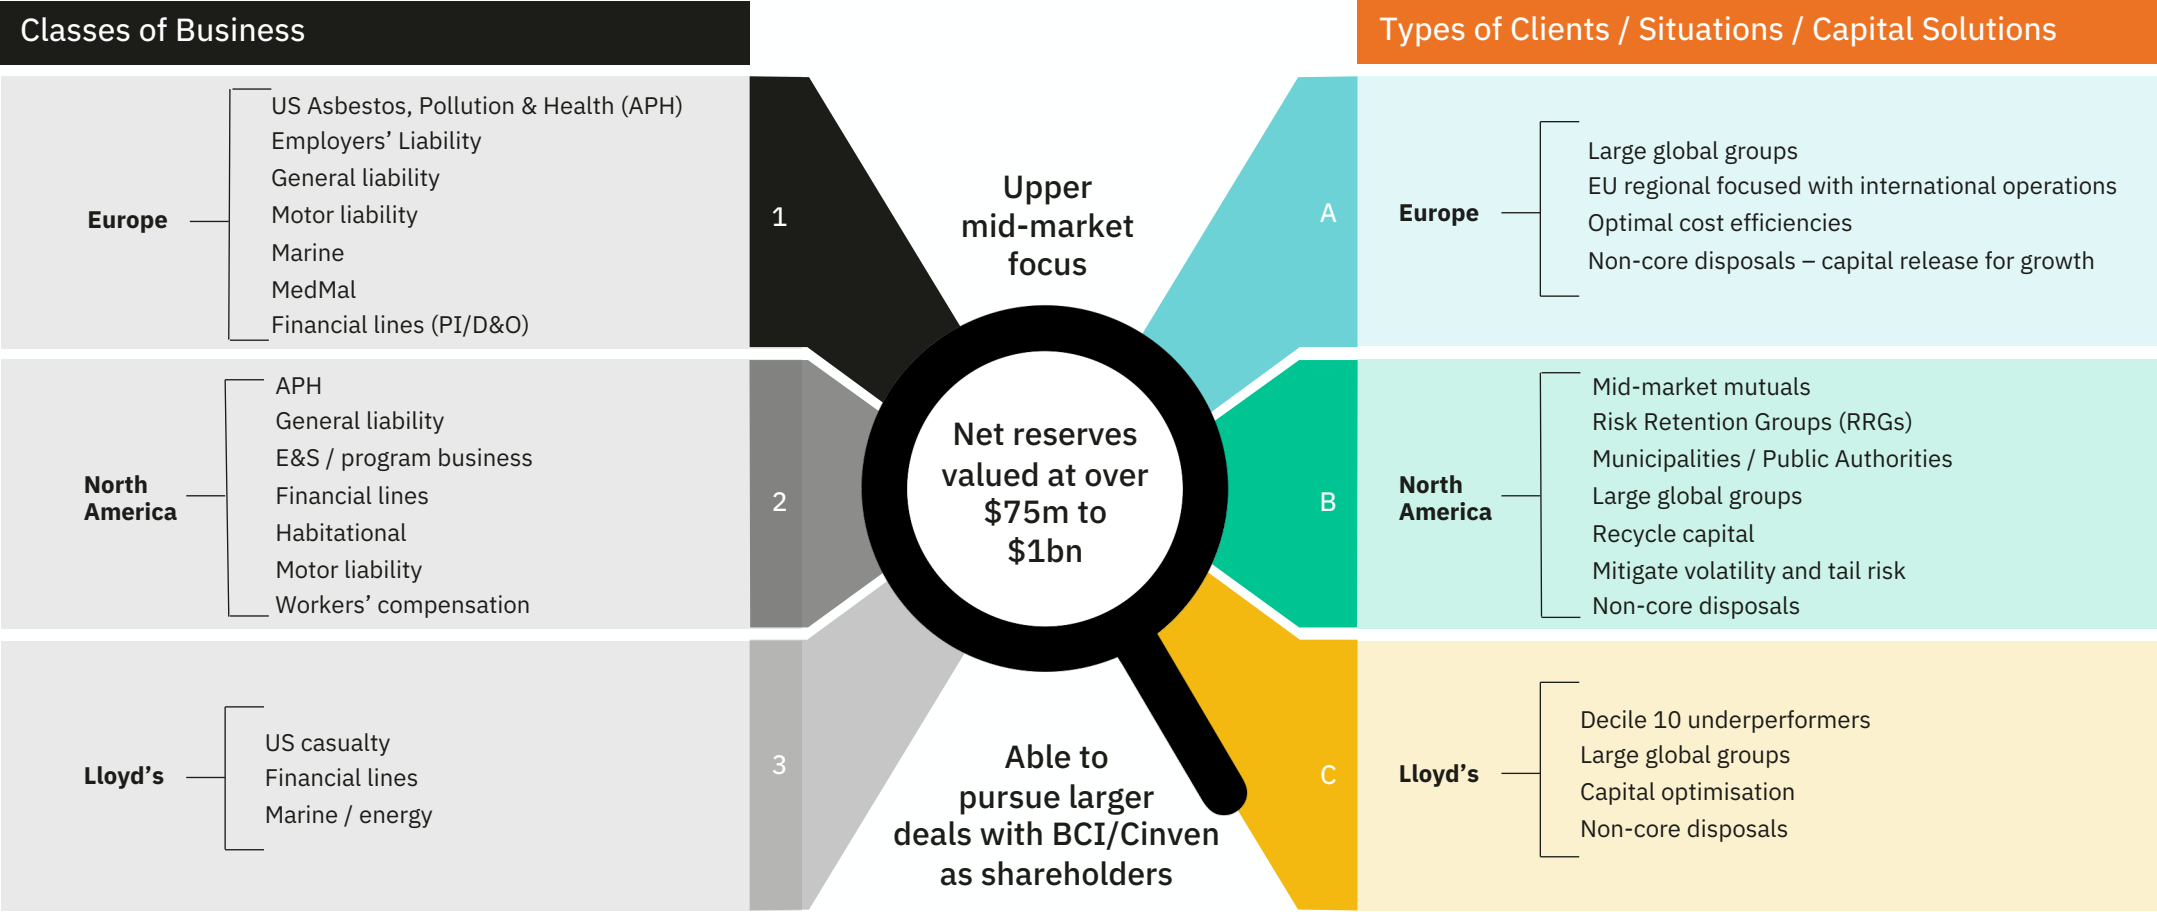 Classes of Business
Europe
US Asbestos, Pollution & Health (APH)
Employers’ Liability
General liability
Motor liability
Marine
MedMal
Financial lines (PI/D&O)
1
North
America
APH
General liability
E&S / program business
Financial lines
Habitational
Motor liability
Workers’ compensation
2
Lloyd’s
US casualty
Financial lines
Marine / energy
3
Upper
mid-market
focus
Net reserves
valued at over
$75m to
$1bn
Able to
pursue larger
deals with BCI/Cinven
as shareholders
Types of Clients / Situations / Capital Solutions
A
Europe
Large global groups
EU regional focused with international operations
Optimal cost efficiencies
Non-core disposals – capital release for growth
B
North
America
Mid-market mutuals
Risk Retention Groups (RRGs)
Municipalities / Public Authorities
Large global groups
Recycle capital
Mitigate volatility and tail risk
Non-core disposals
C
Lloyd’s
Decile 10 underperformers
Large global groups
Capital optimisation
Non-core disposals